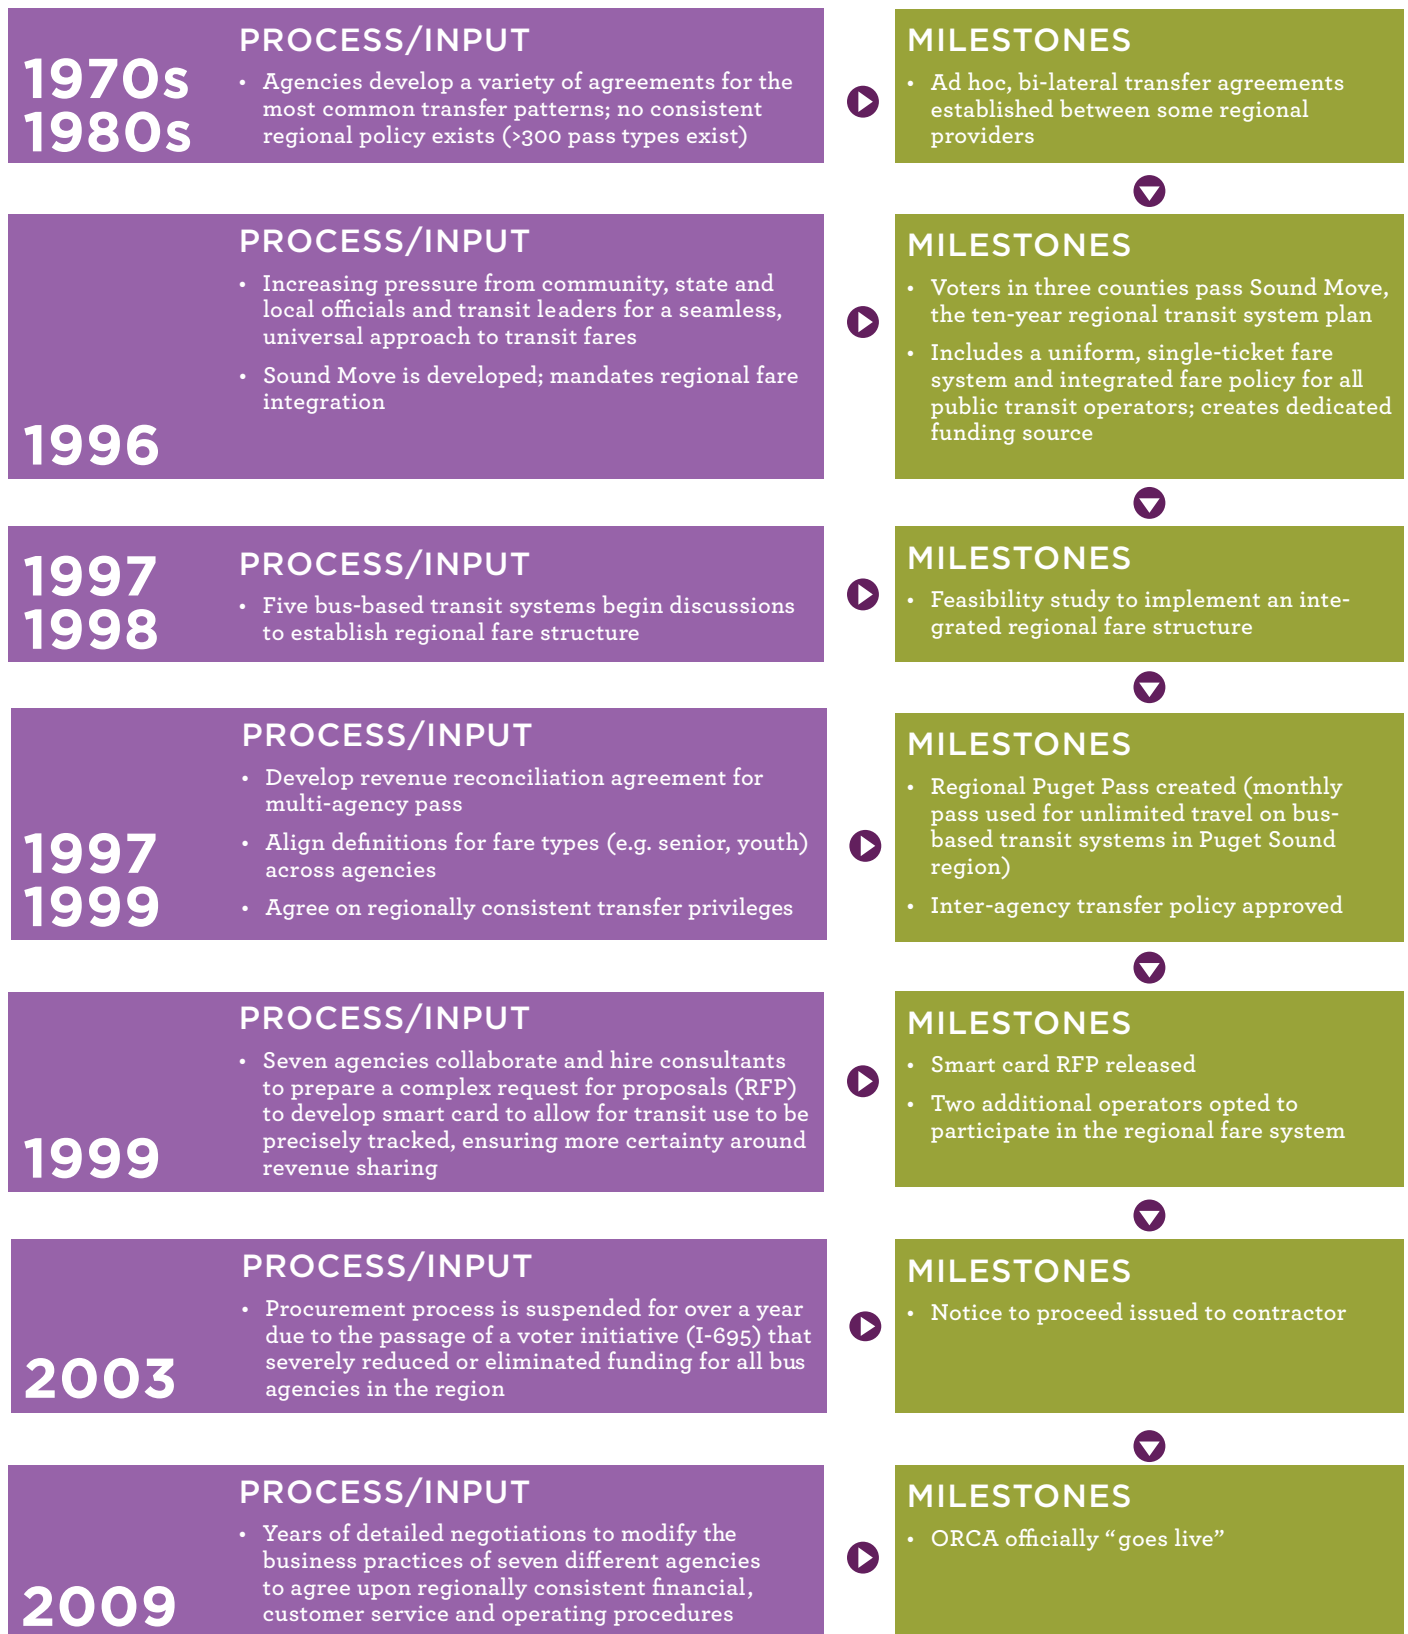 1970s
1980s
PROCESS/INPUT
• Agencies develop a variety of agreements for the
most common transfer patterns; no consistent
regional policy exists (>300 pass types exist)
MILESTONES
• Ad hoc, bi-lateral transfer agreements
established between some regional
providers
1996
PROCESS/INPUT
• Increasing pressure from community, state and
local officials and transit leaders for a seamless,
universal approach to transit fares
• Sound Move is developed; mandates regional fare
integration
MILESTONES
• Voters in three counties pass Sound Move,
the ten-year regional transit system plan
• Includes a uniform, single-ticket fare
system and integrated fare policy for all
public transit operators; creates dedicated
funding source
1997
1998
PROCESS/INPUT
• Five bus-based transit systems begin discussions
to establish regional fare structure
MILESTONES
• Feasibility study to implement an inte-
grated regional fare structure
1997
1999
PROCESS/INPUT
• Develop revenue reconciliation agreement for
multi-agency pass
• Align definitions for fare types (e.g. senior, youth)
across agencies
• Agree on regionally consistent transfer privileges
MILESTONES
• Regional Puget Pass created (monthly
pass used for unlimited travel on bus-
based transit systems in Puget Sound
region)
• Inter-agency transfer policy approved
1999
PROCESS/INPUT
• Seven agencies collaborate and hire consultants
to prepare a complex request for proposals (RFP)
to develop smart card to allow for transit use to be
precisely tracked, ensuring more certainty around
revenue sharing
MILESTONES
• Smart card RFP released
• Two additional operators opted to
participate in the regional fare system
2003
PROCESS/INPUT
• Procurement process is suspended for over a year
due to the passage of a voter initiative (I-695) that
severely reduced or eliminated funding for all bus
agencies in the region
MILESTONES
• Notice to proceed issued to contractor
2009
PROCESS/INPUT
• Years of detailed negotiations to modify the
business practices of seven different agencies
to agree upon regionally consistent financial,
customer service and operating procedures
MILESTONES
• ORCA officially “goes live”